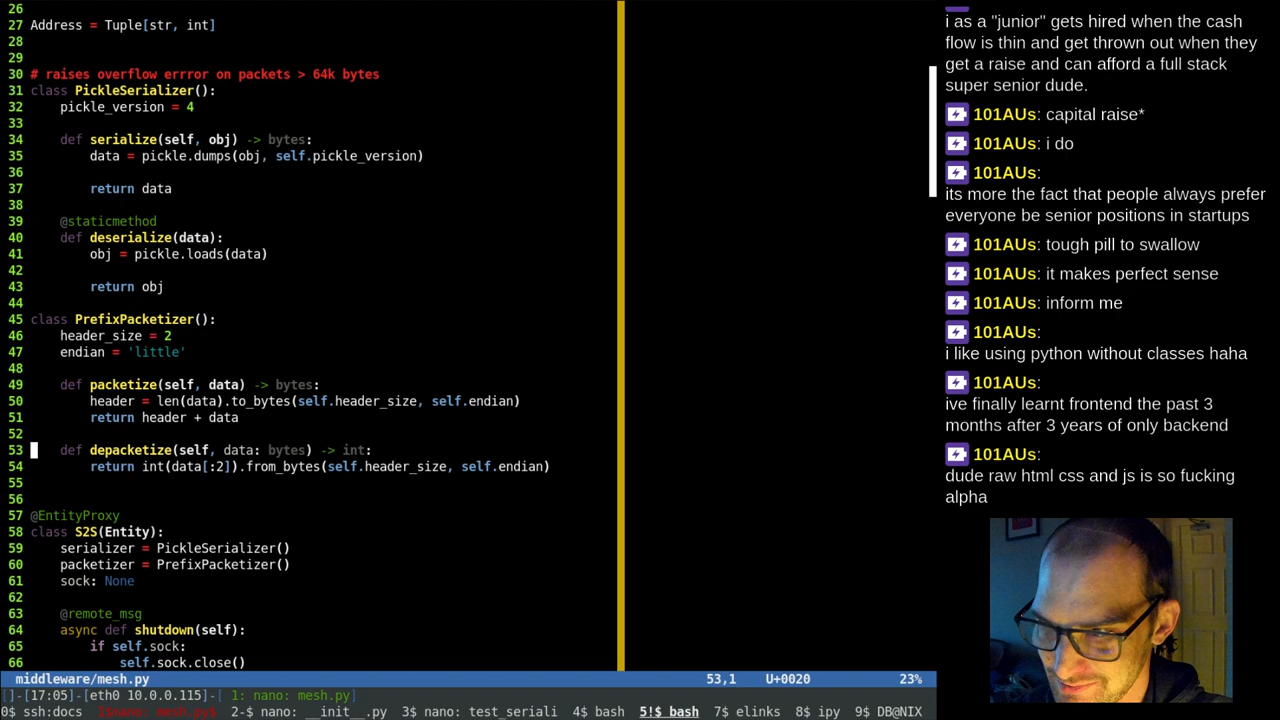 26
27 Address = Tuple[str, int]
28
29
30 # raises overflow errror on packets > 64k bytes
31 class PickleSerializer():
32     pickle_version = 4
33
34     def serialize(self, obj) -> bytes:
35         data = pickle.dumps(obj, self.pickle_version)
36
37         return data
38
39     @staticmethod
40     def deserialize(data):
41         obj = pickle.loads(data)
42
43         return obj
44
45 class PrefixPacketizer():
46     header_size = 2
47     endian = 'little'
48
49     def packetize(self, data) -> bytes:
50         header = len(data).to_bytes(self.header_size, self.endian)
51         return header + data
52
53     def depacketize(self, data: bytes) -> int:
54         return int(data[:2]).from_bytes(self.header_size, self.endian)
55
56
57 @EntityProxy
58 class S2S(Entity):
59     serializer = PickleSerializer()
60     packetizer = PrefixPacketizer()
61     sock: None
62
63     @remote_msg
64     async def shutdown(self):
65         if self.sock:
66             self.sock.close()
middleware/mesh.py 53,1 U+0020 23%
[]-[17:05]-[eth0 10.0.0.115]-[ 1: nano: mesh.py]
0$ ssh:docs 1$nano: mesh.py$ 2-$ nano: __init__.py 3$ nano: test_seriali 4$ bash 5!$ bash 7$ elinks 8$ ipy 9$ DB@NIX
i as a "junior" gets hired when the cash
flow is thin and get thrown out when they
get a raise and can afford a full stack
super senior dude.
101AUs: capital raise*
101AUs: i do
101AUs:
its more the fact that people always prefer
everyone be senior positions in startups
101AUs: tough pill to swallow
101AUs: it makes perfect sense
101AUs: inform me
101AUs:
i like using python without classes haha
101AUs:
ive finally learnt frontend the past 3
months after 3 years of only backend
101AUs:
dude raw html css and js is so fucking
alpha